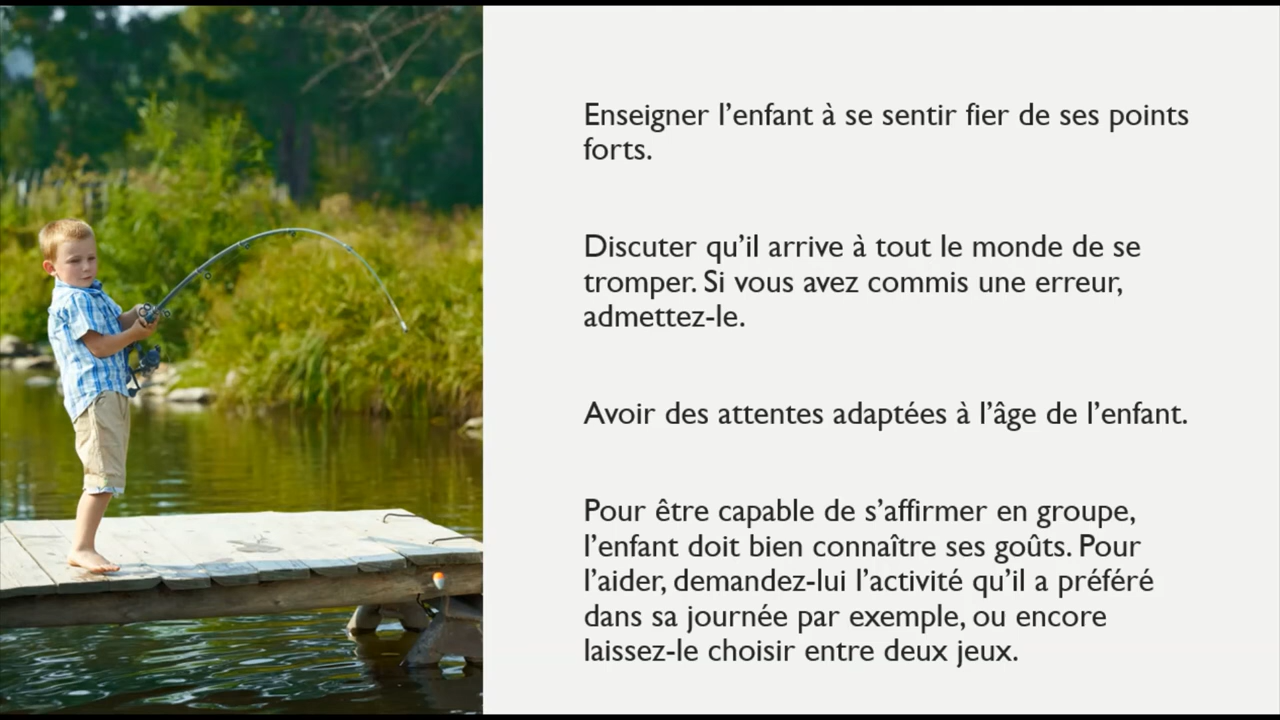 Enseigner l’enfant à se sentir fier de ses points
forts.
Discuter qu’il arrive à tout le monde de se
tromper. Si vous avez commis une erreur,
admettez-le.
Avoir des attentes adaptées à l’âge de l’enfant.
Pour être capable de s’affirmer en groupe,
l’enfant doit bien connaître ses goûts. Pour
l’aider, demandez-lui l’activité qu’il a préféré
dans sa journée par exemple, ou encore
laissez-le choisir entre deux jeux.